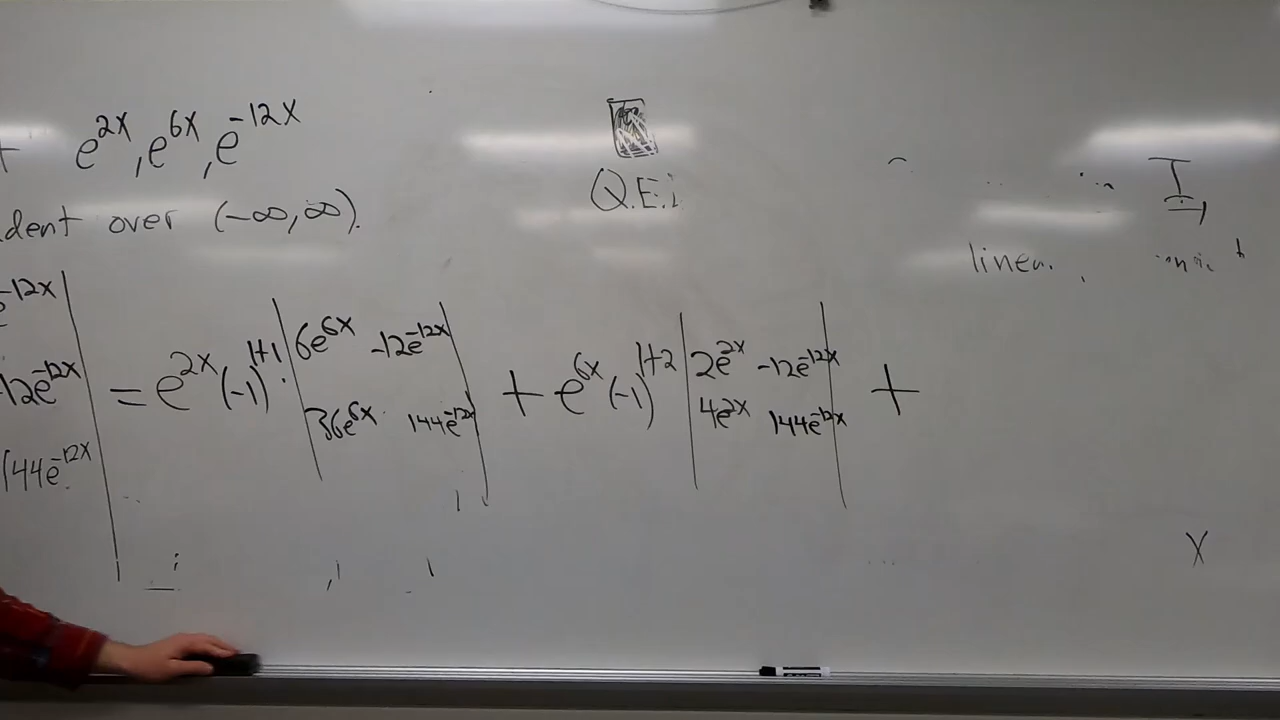 e^{2x}, e^{6x}, e^{-12x}
dent over (-∞, ∞).
Q.E.
I
-12x
-12e^{-12x}
144e^{-12x}
= e^{2x}(-1)^{1+1} · | 6e^{6x} -12e^{-12x} | + e^{6x}(-1)^{1+2} | 2e^{2x} -12e^{-12x} | +
36e^{6x} 144e^{-12x} 4e^{2x} 144e^{-12x}
x